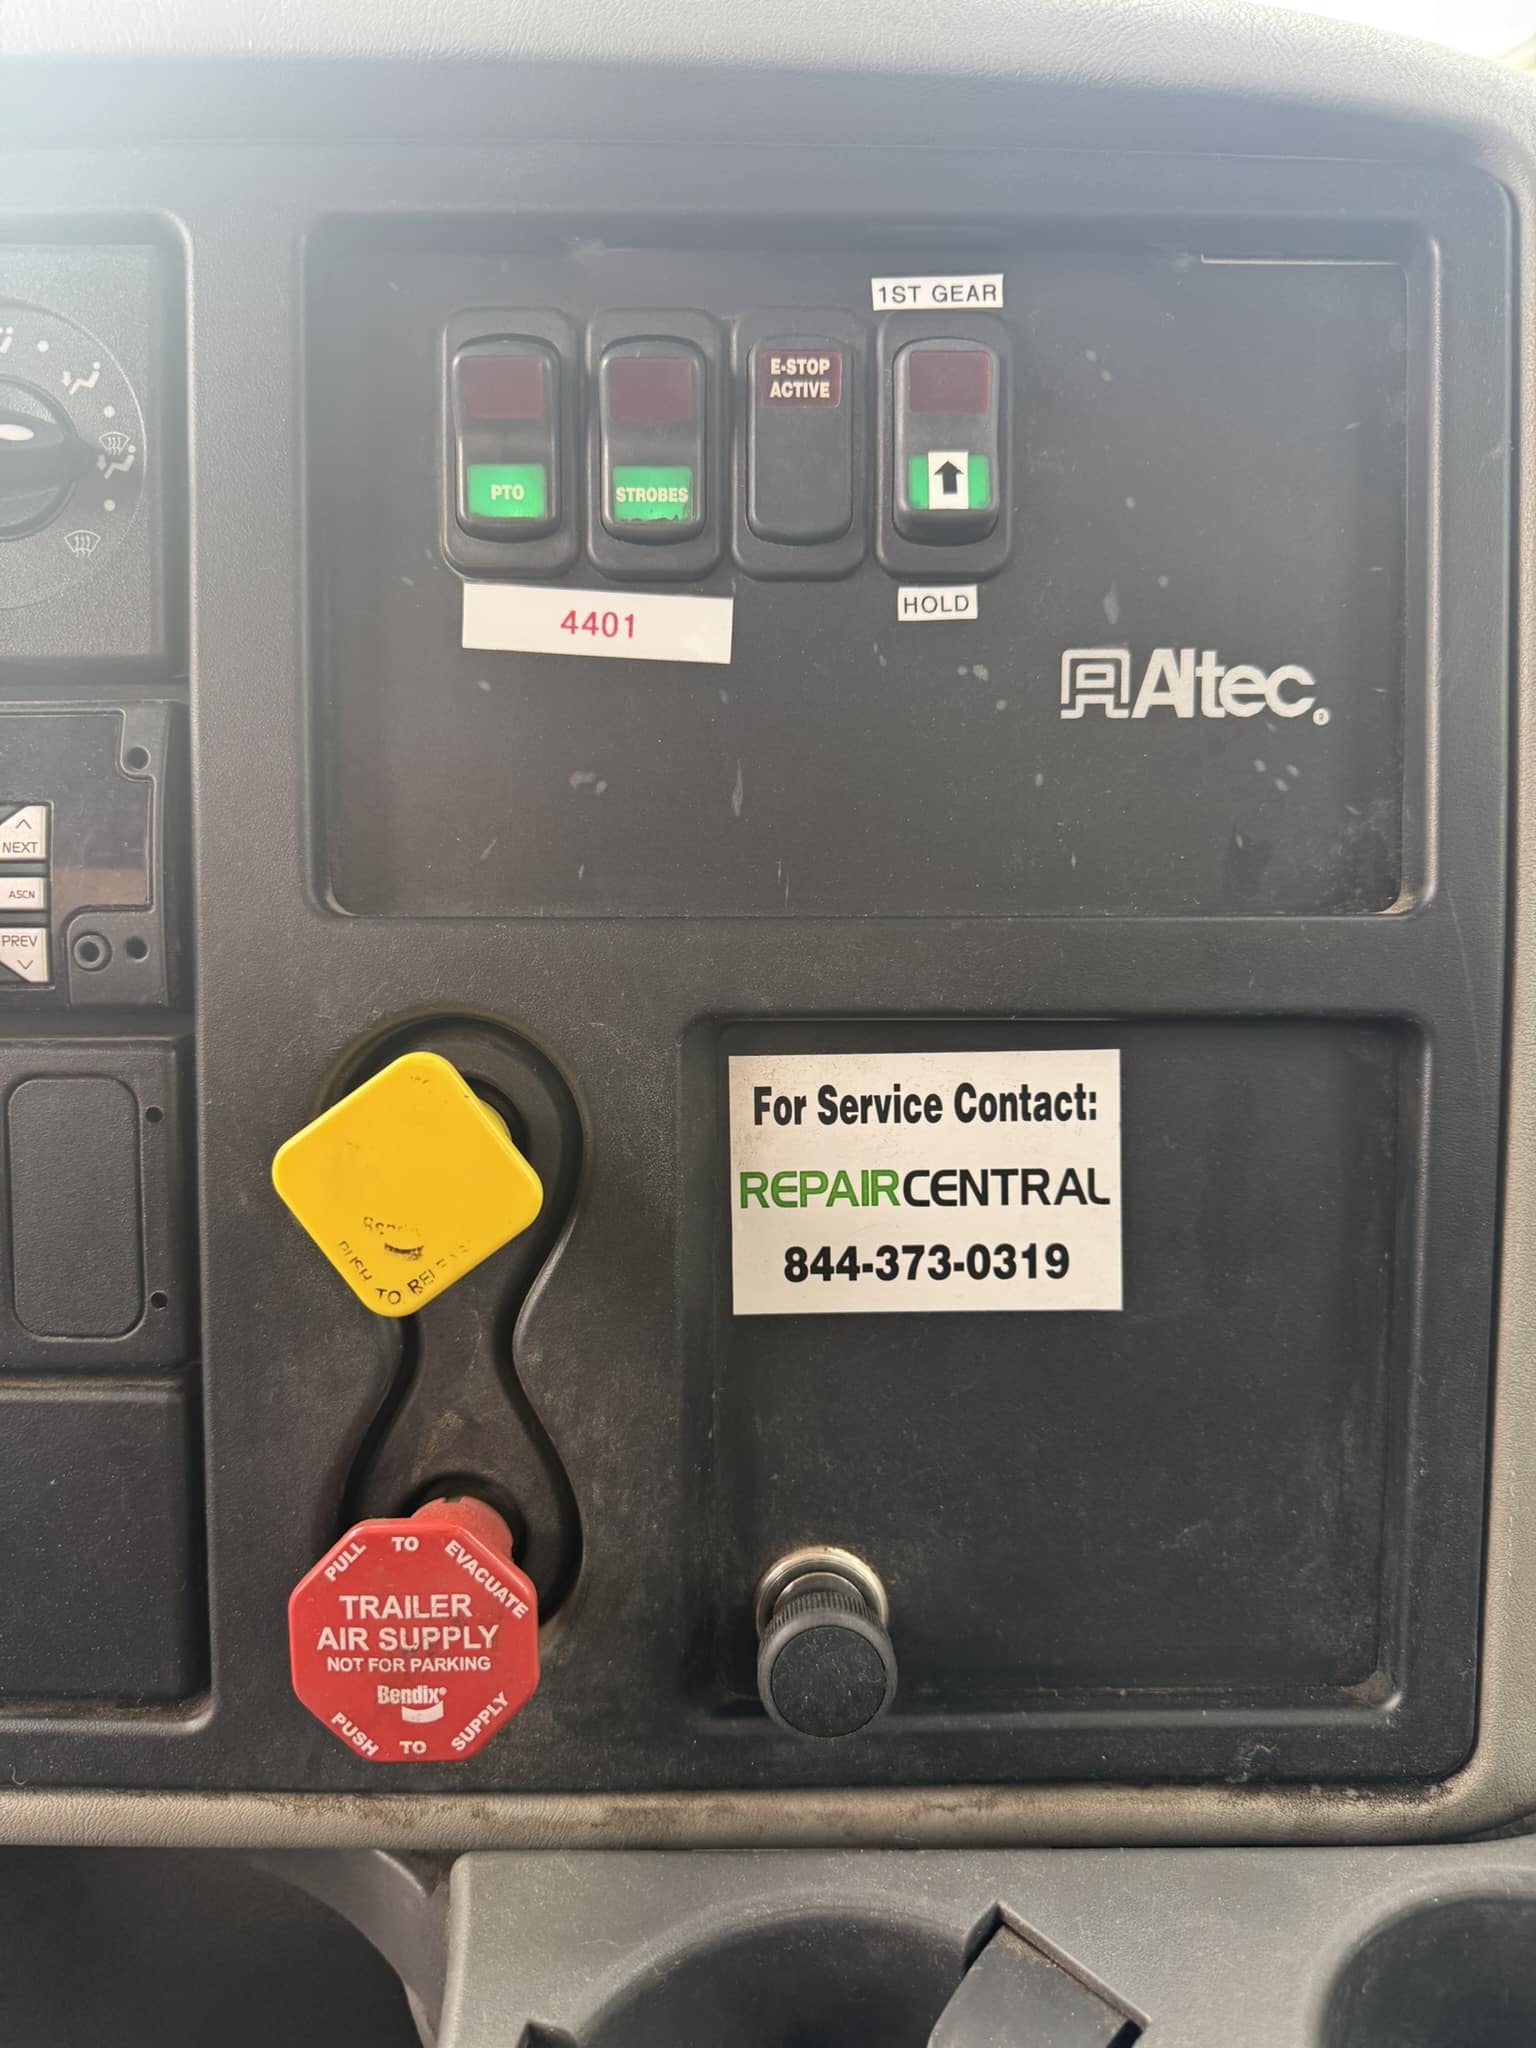 1ST GEAR
E-STOP
ACTIVE
PTO
STROBES
4401
HOLD
Altec
NEXT
ASCN
PREV
For Service Contact:
REPAIRCENTRAL
844-373-0319
PUSH TO
PULL TO EVACUATE
TRAILER
AIR SUPPLY
NOT FOR PARKING
Bendix
PUSH TO SUPPLY